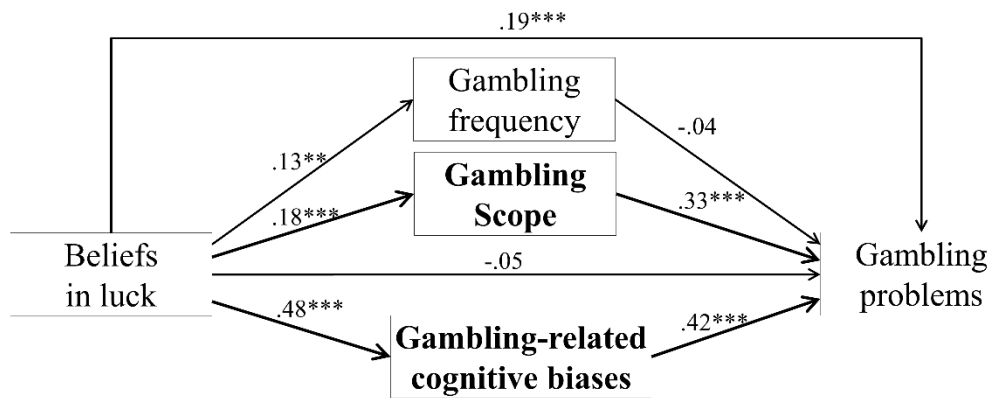 .19***
Gambling
frequency
.13**
-.04
Gambling
Scope
.18***
.33***
Beliefs
in luck
-.05
Gambling
problems
.48***
.42***
Gambling-related
cognitive biases